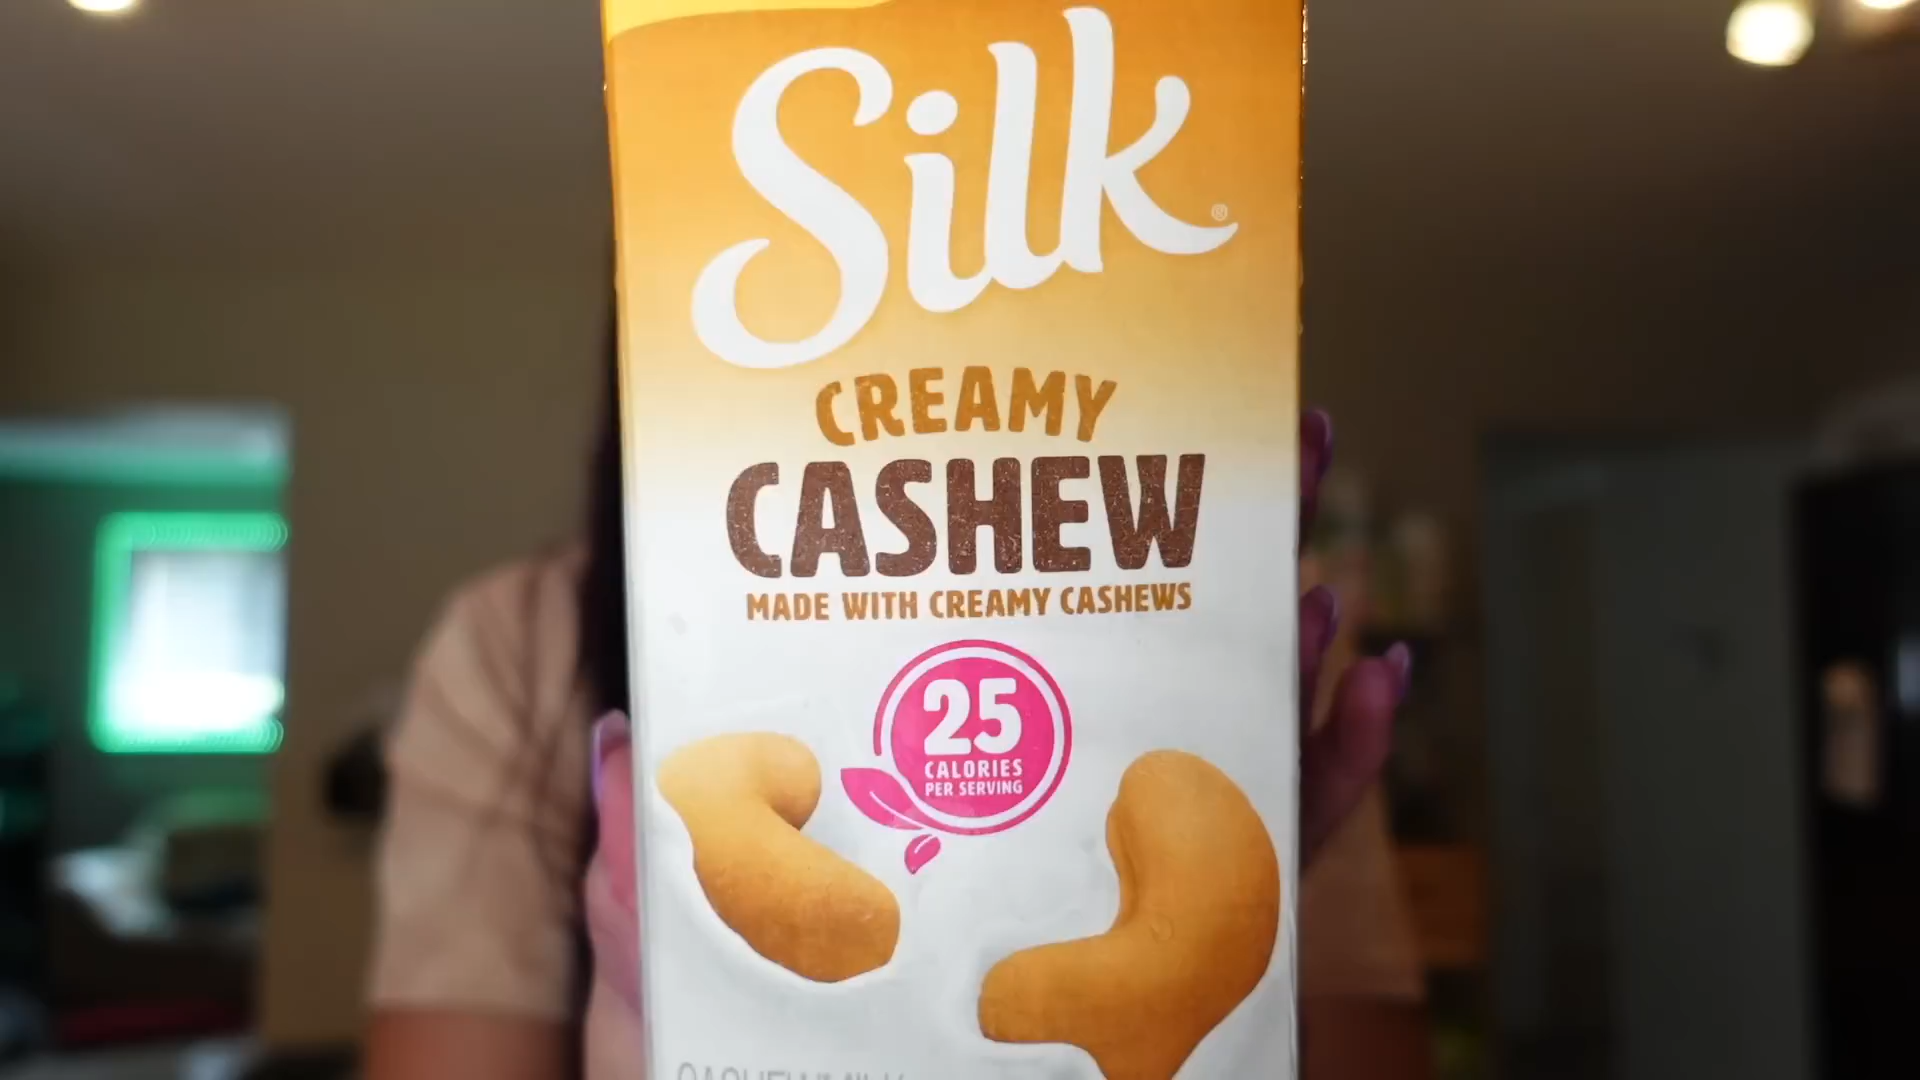 Silk®
CREAMY
CASHEW
MADE WITH CREAMY CASHEWS
25
CALORIES
PER SERVING